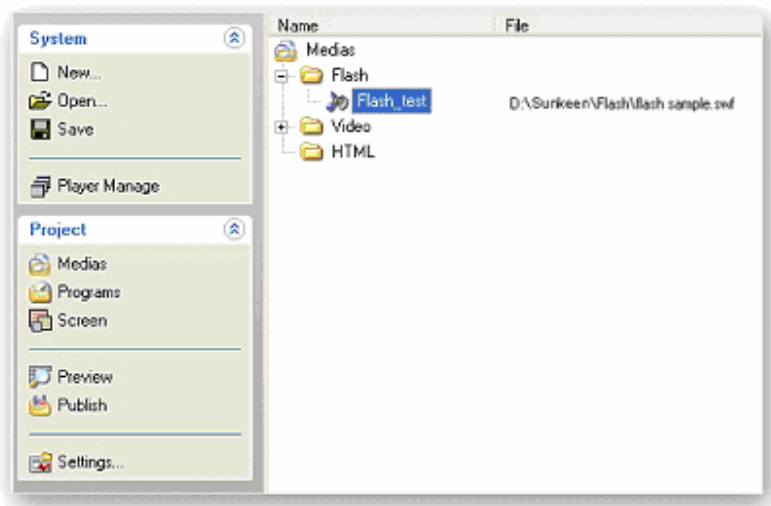 System
New...
Open...
Save
Player Manage
Project
Medias
Programs
Screen
Preview
Publish
Settings...
Name File
Medias
Flash
Flash_test D:\Sunkeen\Flash\flash sample.swf
Video
HTML